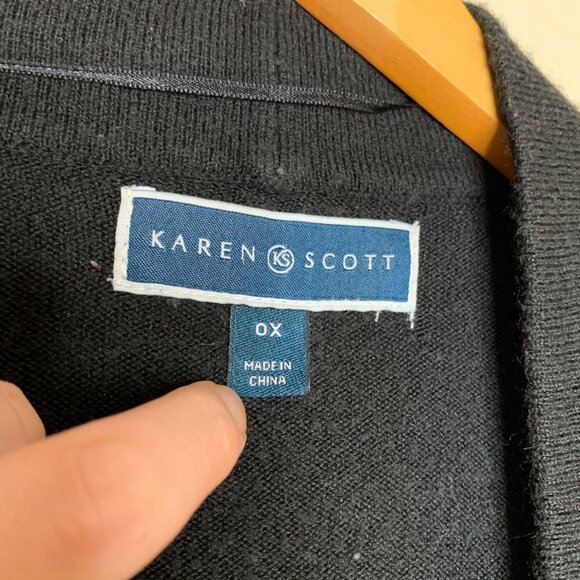 KAREN KS SCOTT
0X
MADE IN
CHINA